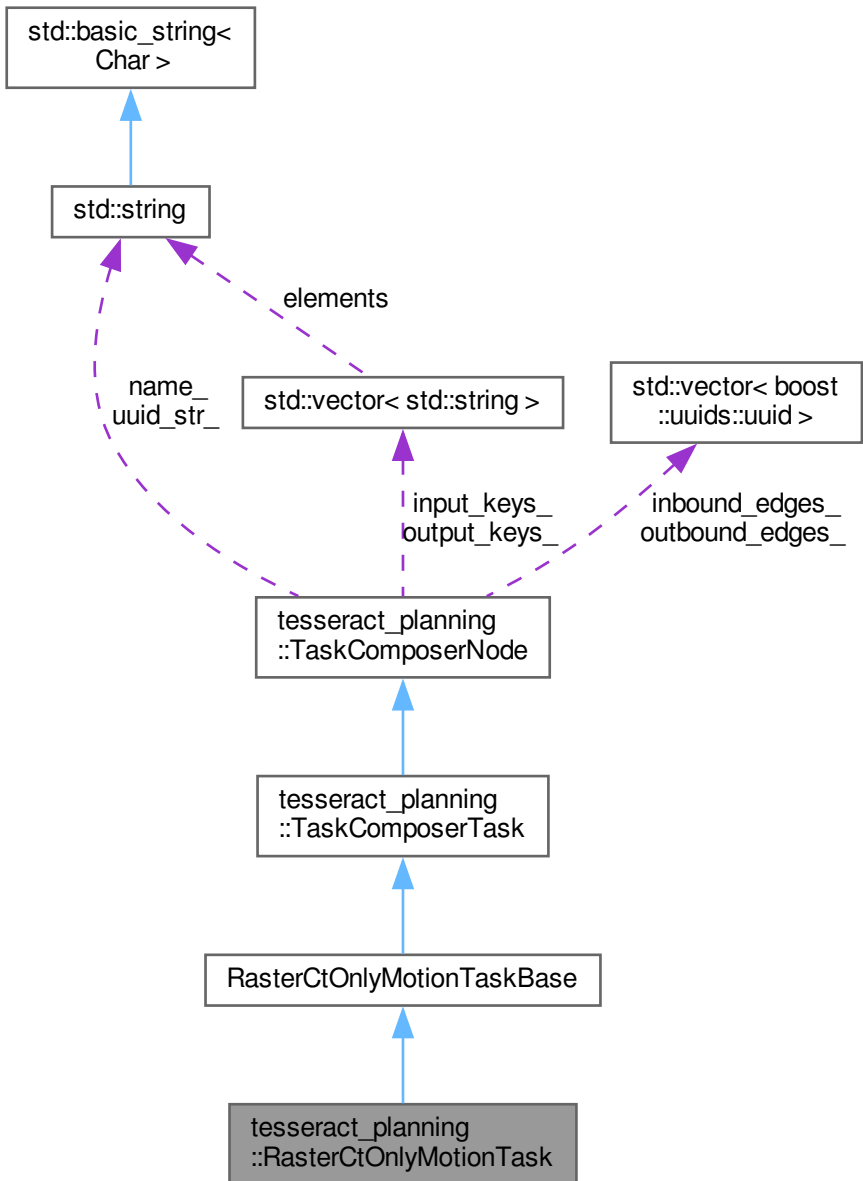 std::basic_string<
Char >
std::string
elements
name_
uuid_str_
std::vector< std::string >
std::vector< boost
::uuids::uuid >
input_keys_
output_keys_
inbound_edges_
outbound_edges_
tesseract_planning
::TaskComposerNode
tesseract_planning
::TaskComposerTask
RasterCtOnlyMotionTaskBase
tesseract_planning
::RasterCtOnlyMotionTask